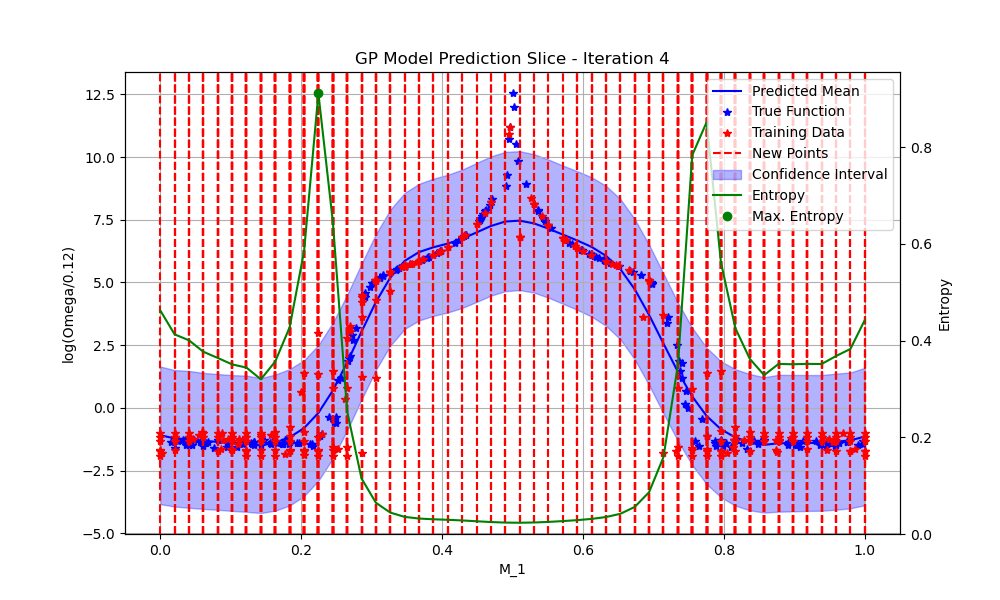 GP Model Prediction Slice - Iteration 4
12.5
10.0
7.5
5.0
2.5
0.0
−2.5
−5.0
log(Omega/0.12)
0.0
0.2
0.4
0.6
0.8
1.0
M_1
0.8
0.6
0.4
0.2
0.0
Entropy
Predicted Mean
True Function
Training Data
New Points
Confidence Interval
Entropy
Max. Entropy